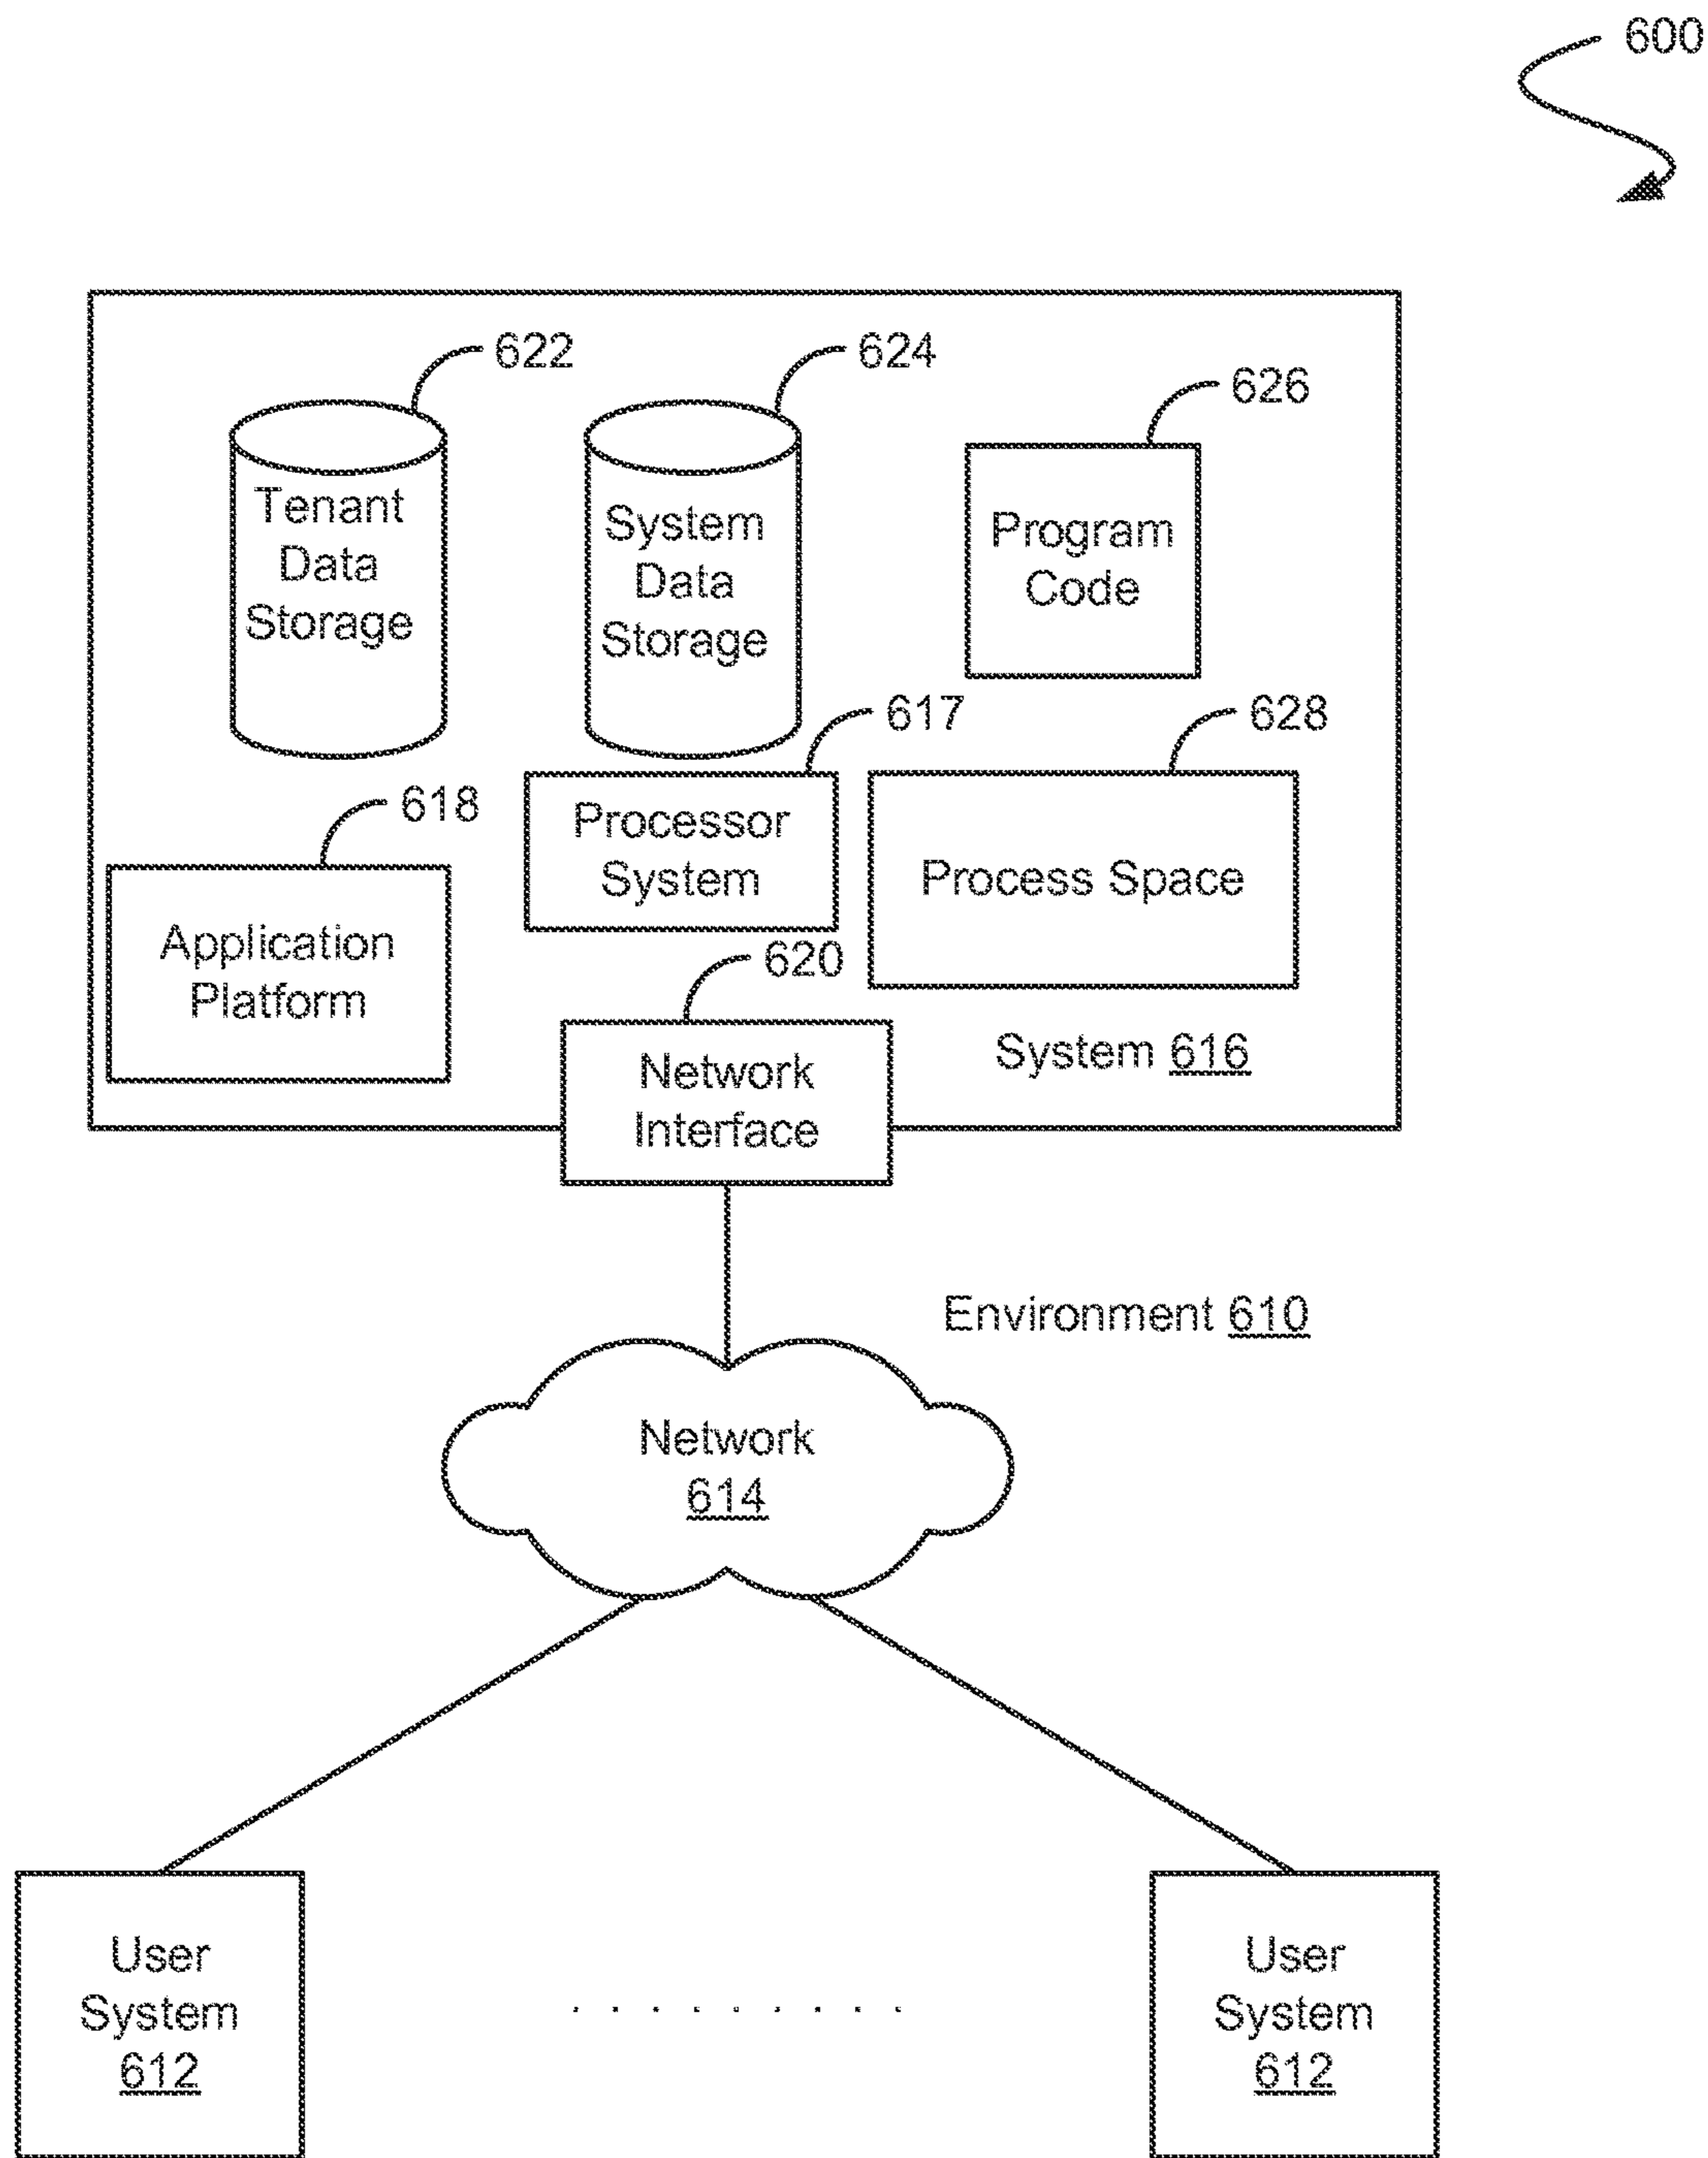 600
622
624
626
Tenant
Data
Storage
System
Data
Storage
Program
Code
617
628
618
Processor
System
Process Space
Application
Platform
620
Network
Interface
System 616
Environment 610
Network
614
User
System
612
User
System
612